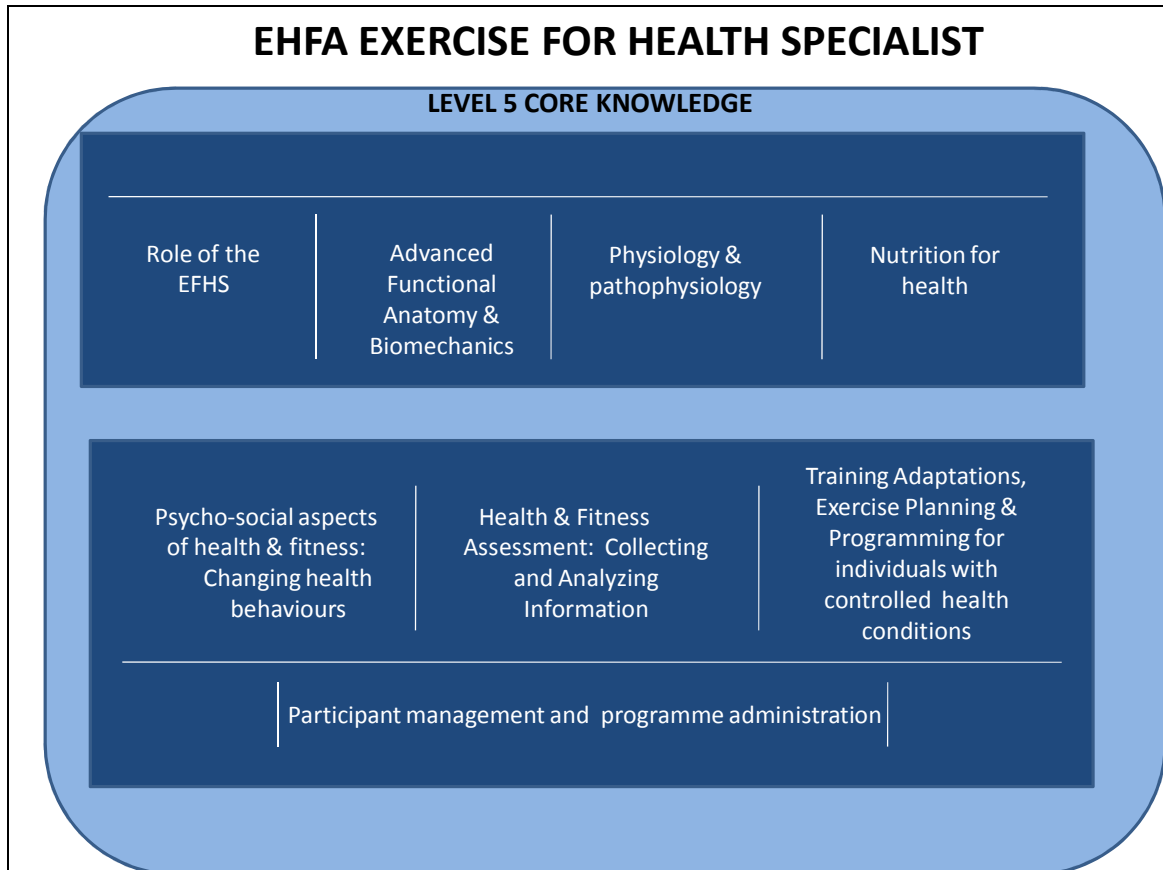 EHFA EXERCISE FOR HEALTH SPECIALIST
LEVEL 5 CORE KNOWLEDGE
Role of the
EFHS
Advanced
Functional
Anatomy &
Biomechanics
Physiology &
pathophysiology
Nutrition for
health
Psycho-social aspects
of health & fitness:
Changing health
behaviours
Health & Fitness
Assessment: Collecting
and Analyzing
Information
Training Adaptations,
Exercise Planning &
Programming for
individuals with
controlled health
conditions
Participant management and programme administration